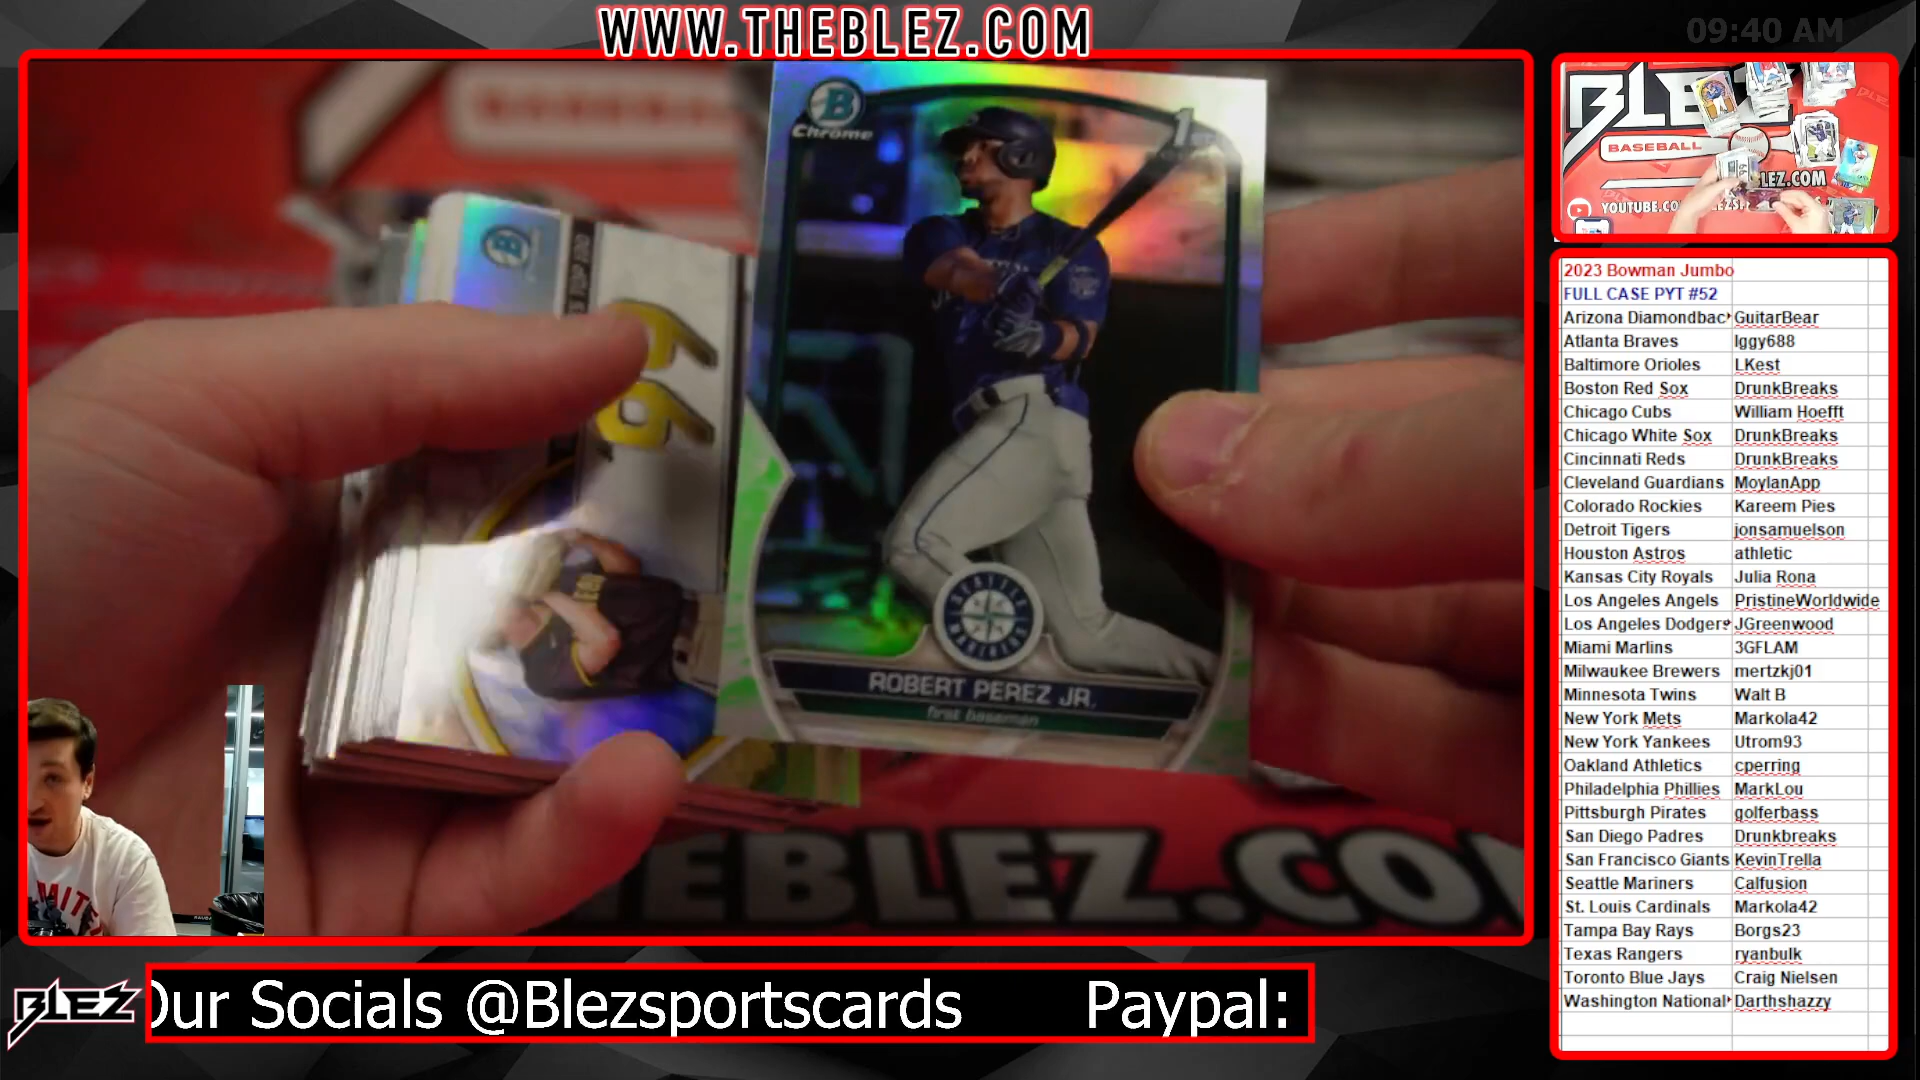 WWW.THEBLEZ.COM
09:40 AM
B
Chrome
1st
66
ROBERT PEREZ JR.
first baseman
SEATTLE
MARINERS
THEBLEZ.CO
BLEZ
BASEBALL
LEZ.COM
2023 Bowman Jumbo
FULL CASE PYT #52
Arizona Diamondbac GuitarBear
Atlanta Braves Iggy688
Baltimore Orioles LKest
Boston Red Sox DrunkBreaks
Chicago Cubs William Hoefft
Chicago White Sox DrunkBreaks
Cincinnati Reds DrunkBreaks
Cleveland Guardians MoylanApp
Colorado Rockies Kareem Pies
Detroit Tigers jonsamuelson
Houston Astros athletic
Kansas City Royals Julia Rona
Los Angeles Angels PristineWorldwide
Los Angeles Dodgers JGreenwood
Miami Marlins 3GFLAM
Milwaukee Brewers mertzkj01
Minnesota Twins Walt B
New York Mets Markola42
New York Yankees Utrom93
Oakland Athletics cperring
Philadelphia Phillies MarkLou
Pittsburgh Pirates golferbass
San Diego Padres Drunkbreaks
San Francisco Giants KevinTrella
Seattle Mariners Calfusion
St. Louis Cardinals Markola42
Tampa Bay Rays Borgs23
Texas Rangers ryanbulk
Toronto Blue Jays Craig Nielsen
Washington National Darthshazzy
BLEZ
Our Socials @Blezsportscards Paypal: